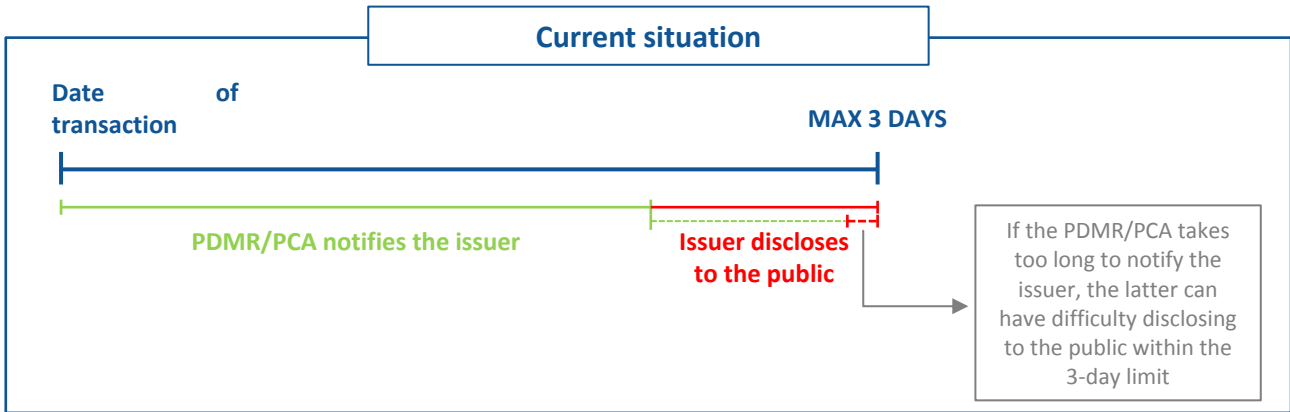 Current situation
Date of
transaction
MAX 3 DAYS
PDMR/PCA notifies the issuer
Issuer discloses
to the public
If the PDMR/PCA takes
too long to notify the
issuer, the latter can
have difficulty disclosing
to the public within the
3-day limit